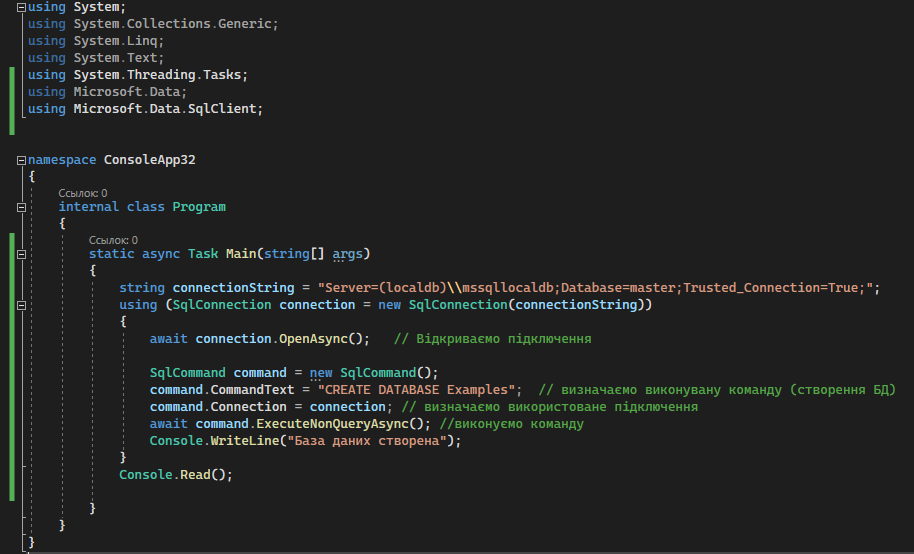 using System;
using System.Collections.Generic;
using System.Linq;
using System.Text;
using System.Threading.Tasks;
using Microsoft.Data;
using Microsoft.Data.SqlClient;
namespace ConsoleApp32
{
Ссылок: 0
internal class Program
{
Ссылок: 0
static async Task Main(string[] args)
{
string connectionString = "Server=(localdb)\\mssqllocaldb;Database=master;Trusted_Connection=True;";
using (SqlConnection connection = new SqlConnection(connectionString))
{
await connection.OpenAsync();   // Відкриваємо підключення
SqlCommand command = new SqlCommand();
command.CommandText = "CREATE DATABASE Examples";  // визначаємо виконувану команду (створення БД)
command.Connection = connection; // визначаємо використоване підключення
await command.ExecuteNonQueryAsync(); //виконуємо команду
Console.WriteLine("База даних створена");
}
Console.Read();
}
}
}